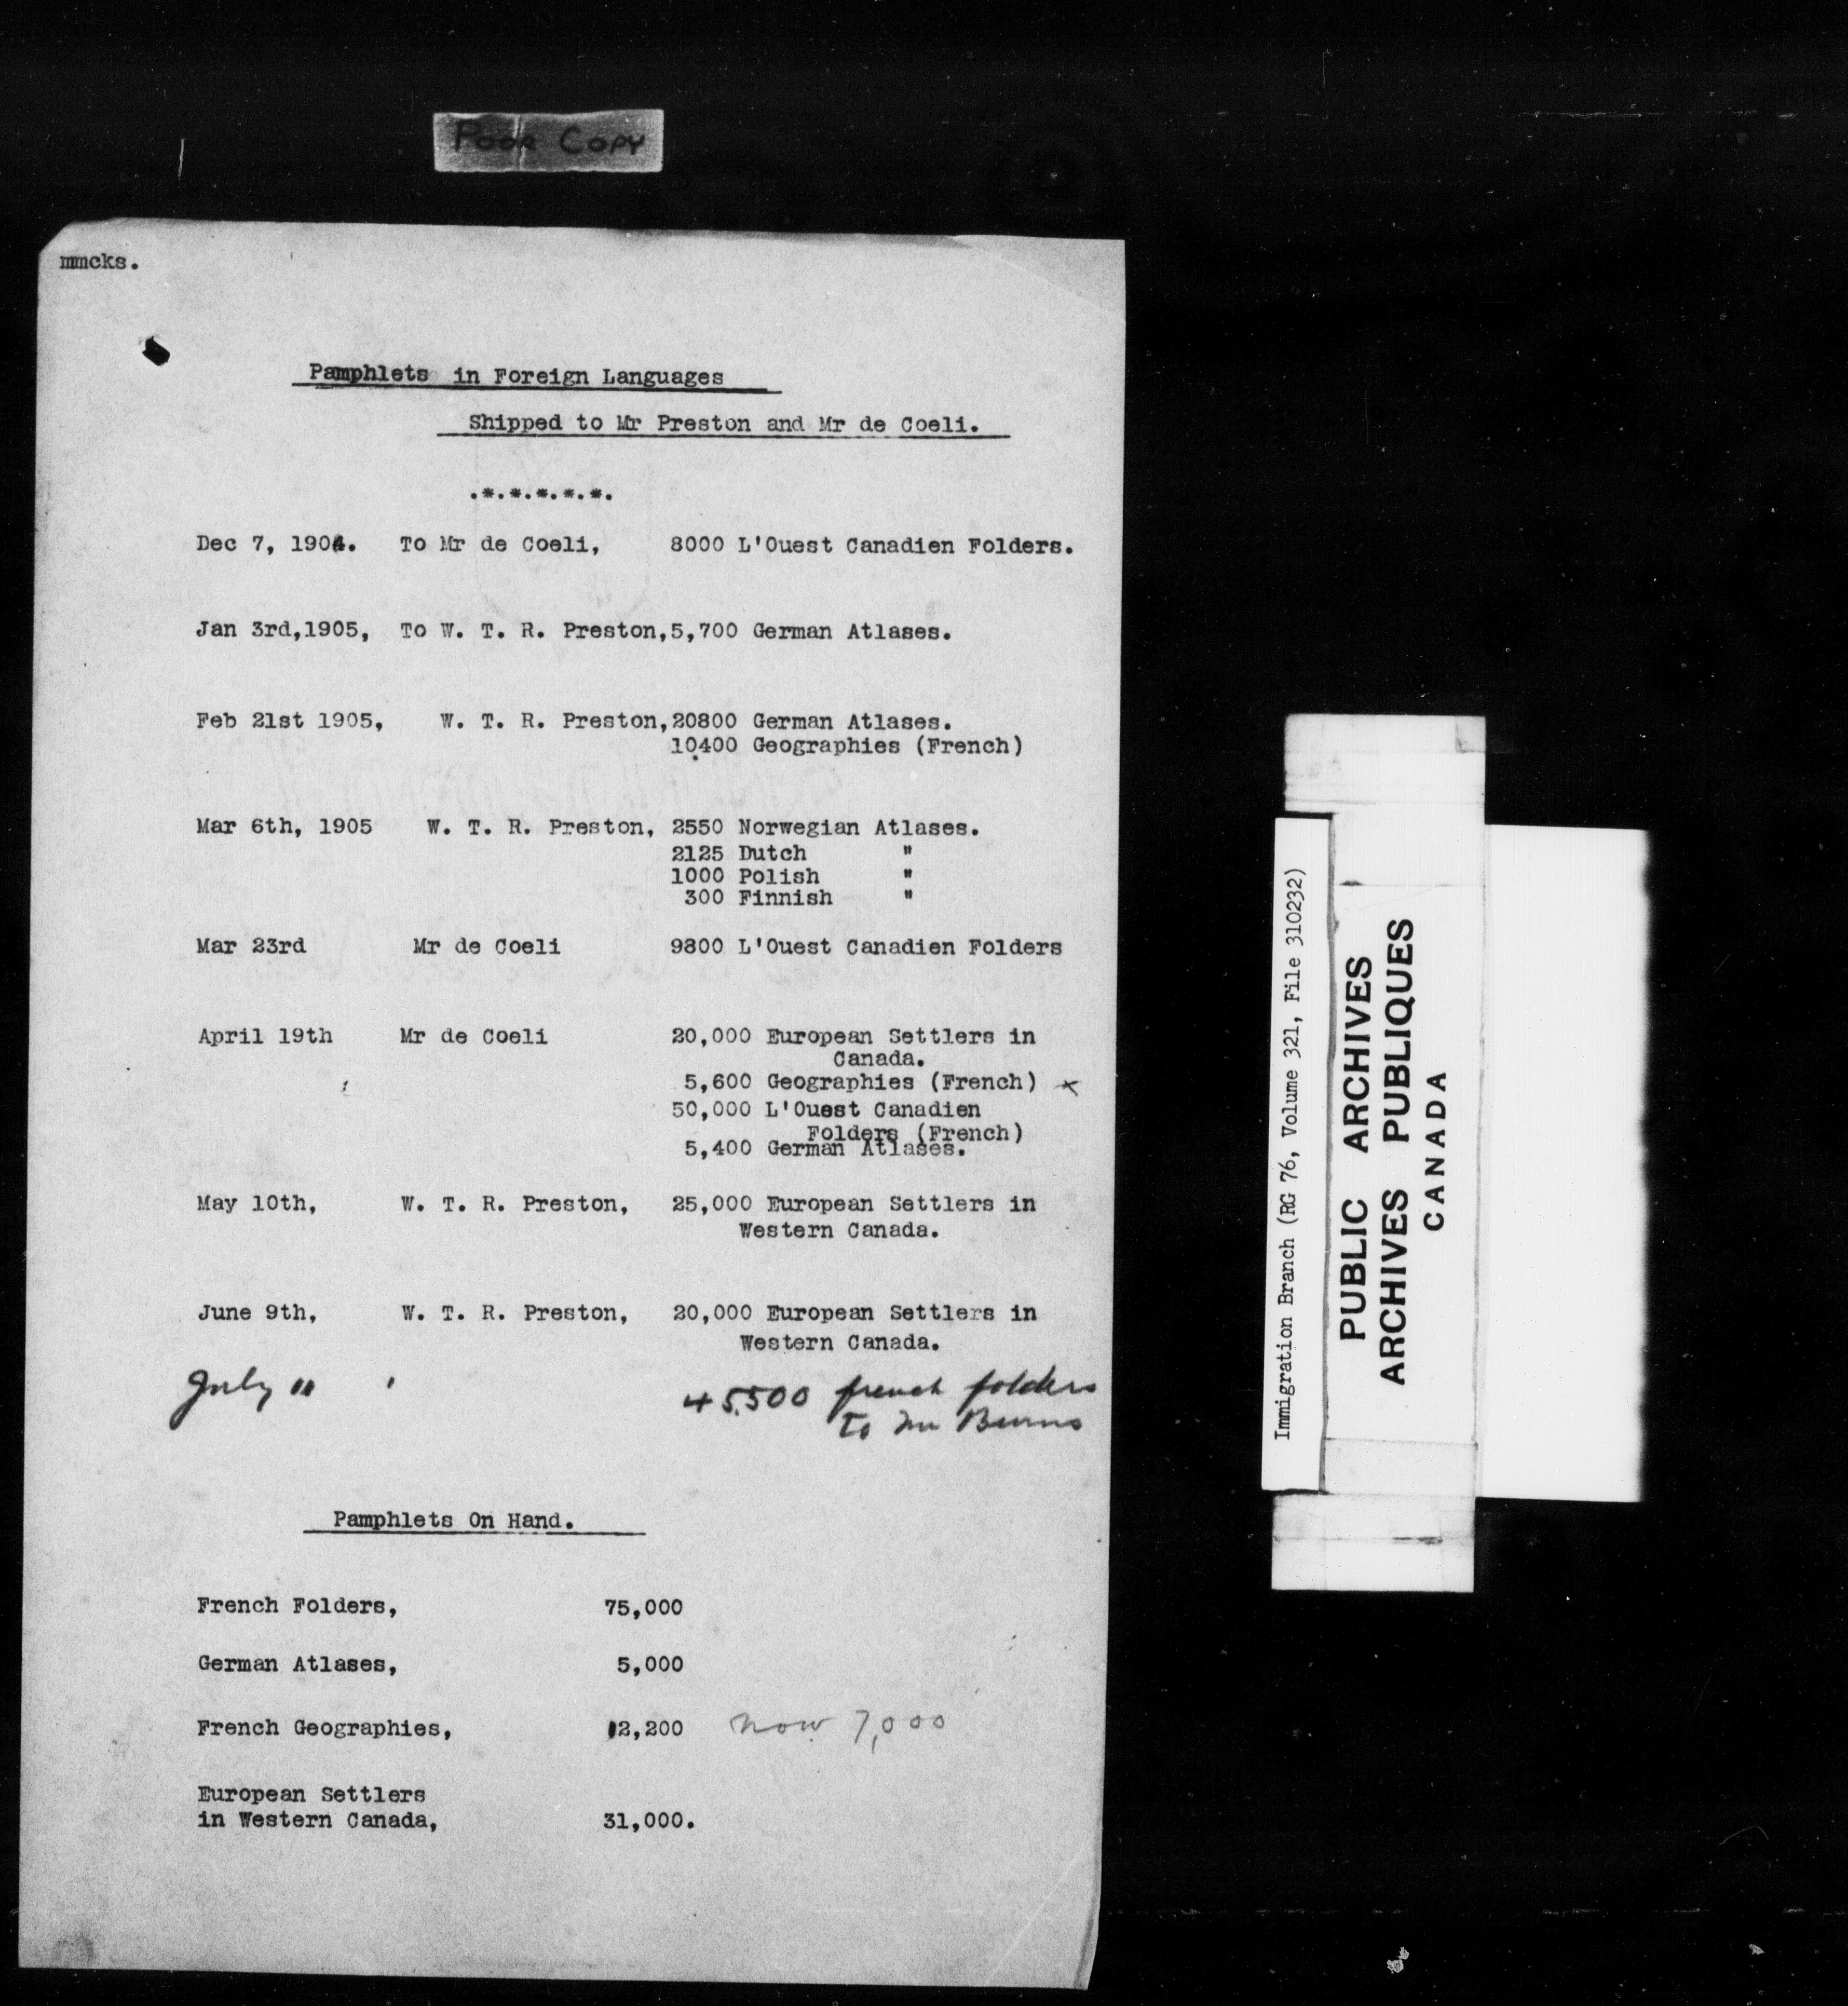 POOR COPY
mmcks.
Pamphlets in Foreign Languages
Shipped to Mr Preston and Mr de Coeli.
.*.*.*.*.*.
Dec 7, 1904. To Mr de Coeli, 8000 L'Ouest Canadien Folders.
Jan 3rd,1905, To W. T. R. Preston,5,700 German Atlases.
Feb 21st 1905, W. T. R. Preston,20800 German Atlases.
10400 Geographies (French)
Mar 6th, 1905 W. T. R. Preston, 2550 Norwegian Atlases.
2125 Dutch "
1000 Polish "
300 Finnish "
Mar 23rd Mr de Coeli 9800 L'Ouest Canadien Folders
April 19th Mr de Coeli 20,000 European Settlers in
Canada.
5,600 Geographies (French) x
50,000 L'Ouest Canadien
Folders (French)
5,400 German Atlases.
May 10th, W. T. R. Preston, 25,000 European Settlers in
Western Canada.
June 9th, W. T. R. Preston, 20,000 European Settlers in
Western Canada.
July 11 45500 french folders
to Mr Burns
Pamphlets On Hand.
French Folders, 75,000
German Atlases, 5,000
French Geographies, 12,200 now 7,000
European Settlers
in Western Canada, 31,000.
Immigration Branch (RG 76, Volume 321, File 310232)
PUBLIC ARCHIVES
ARCHIVES PUBLIQUES
CANADA